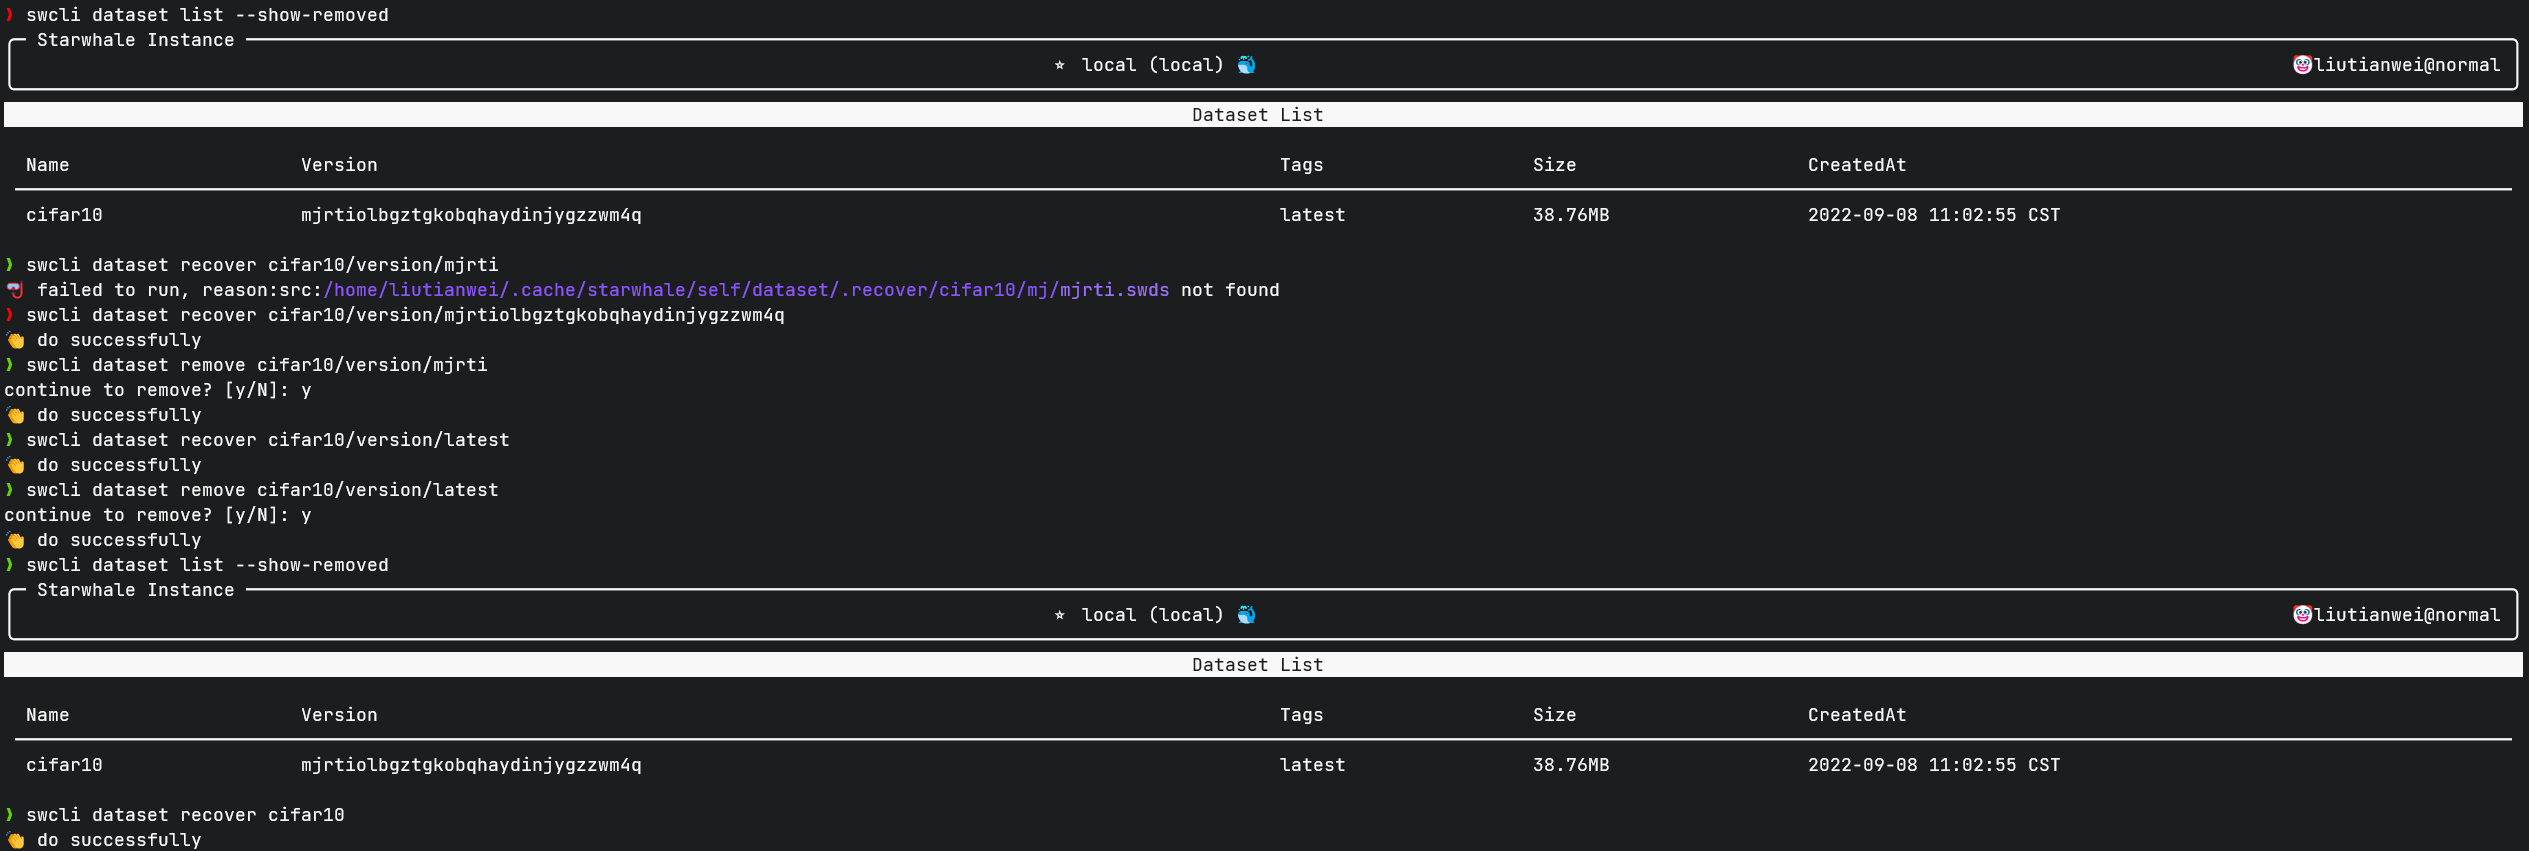 ❯ swcli dataset list --show-removed
Starwhale Instance
⭐ local (local) 🐳 🤡liutianwei@normal
Dataset List
Name Version Tags Size CreatedAt
cifar10 mjrtiolbgztgkobqhaydinjygzzwm4q latest 38.76MB 2022-09-08 11:02:55 CST
❯ swcli dataset recover cifar10/version/mjrti
🤿 failed to run, reason:src:/home/liutianwei/.cache/starwhale/self/dataset/.recover/cifar10/mj/mjrti.swds not found
❯ swcli dataset recover cifar10/version/mjrtiolbgztgkobqhaydinjygzzwm4q
👏 do successfully
❯ swcli dataset remove cifar10/version/mjrti
continue to remove? [y/N]: y
👏 do successfully
❯ swcli dataset recover cifar10/version/latest
👏 do successfully
❯ swcli dataset remove cifar10/version/latest
continue to remove? [y/N]: y
👏 do successfully
❯ swcli dataset list --show-removed
Starwhale Instance
⭐ local (local) 🐳 🤡liutianwei@normal
Dataset List
Name Version Tags Size CreatedAt
cifar10 mjrtiolbgztgkobqhaydinjygzzwm4q latest 38.76MB 2022-09-08 11:02:55 CST
❯ swcli dataset recover cifar10
👏 do successfully